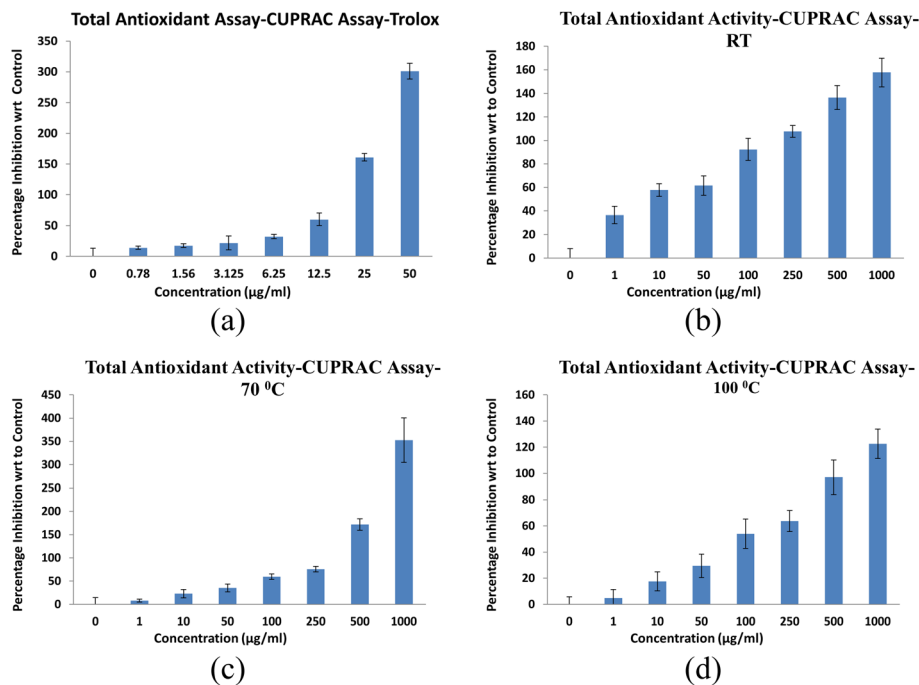 Total Antioxidant Assay-CUPRAC Assay-Trolox
Percentage Inhibition wrt Control
350
300
250
200
150
100
50
0
0 0.78 1.56 3.125 6.25 12.5 25 50
Concentration (µg/ml)
(a)
Total Antioxidant Activity-CUPRAC Assay-
RT
Percentage Inhibition wrt to Control
180
160
140
120
100
80
60
40
20
0
0 1 10 50 100 250 500 1000
Concentration (µg/ml)
(b)
Total Antioxidant Activity-CUPRAC Assay-
70 ⁰C
Percentage Inhibition wrt to Control
450
400
350
300
250
200
150
100
50
0
0 1 10 50 100 250 500 1000
Concentration (µg/ml)
(c)
Total Antioxidant Activity-CUPRAC Assay-
100 ⁰C
Percentage Inhibition wrt to Control
160
140
120
100
80
60
40
20
0
0 1 10 50 100 250 500 1000
Concentration (µg/ml)
(d)